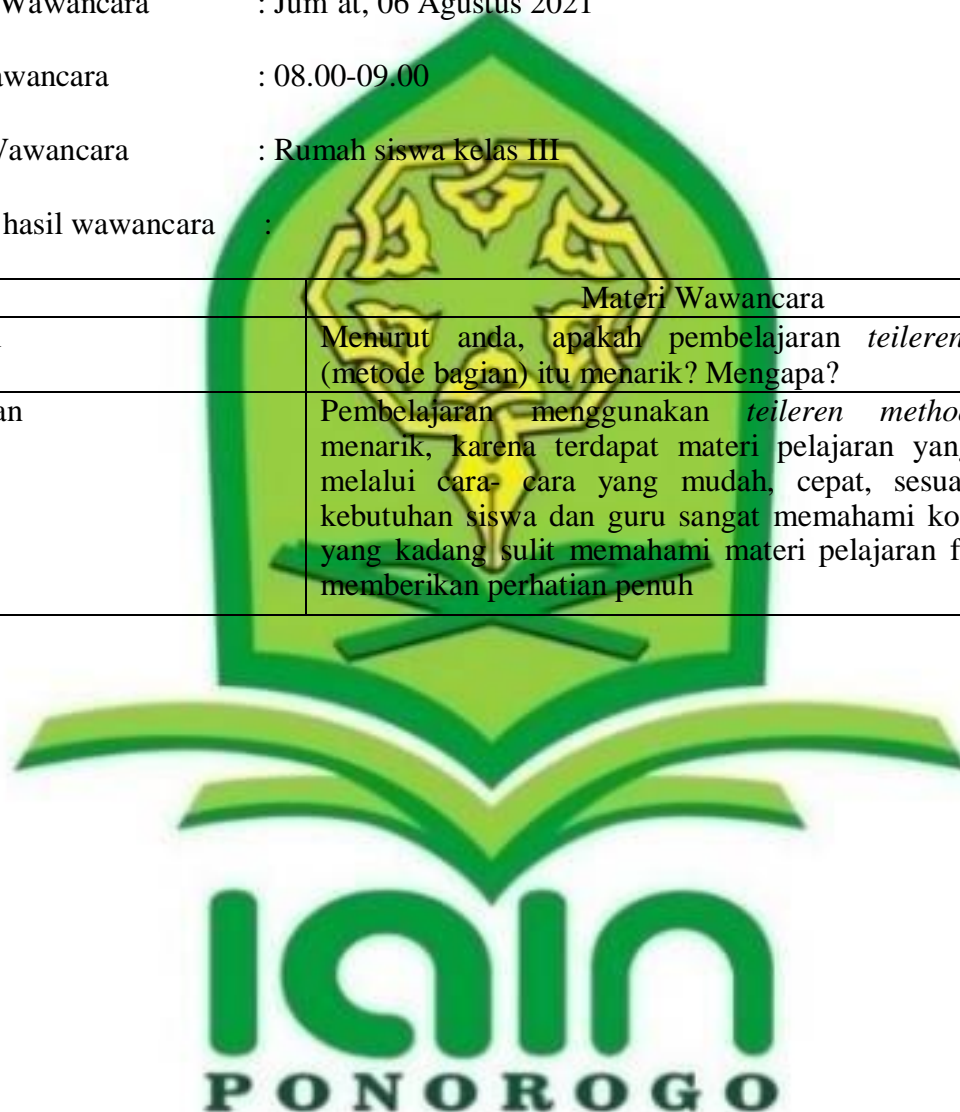 Wawancara : Jum'at, 06 Agustus 2021
: 08.00-09.00
: Rumah siswa kelas III
hasil wawancara :
Materi Wawancara
Menurut anda, apakah pembelajaran teileren
(metode bagian) itu menarik? Mengapa?
Pembelajaran menggunakan teileren
menarik, karena terdapat materi pelajaran
melalui cara- cara yang mudah, cepat,
kebutuhan siswa dan guru sangat memahami
yang kadang sulit memahami materi pelajaran
memberikan perhatian penuh
iain
PONOROGO